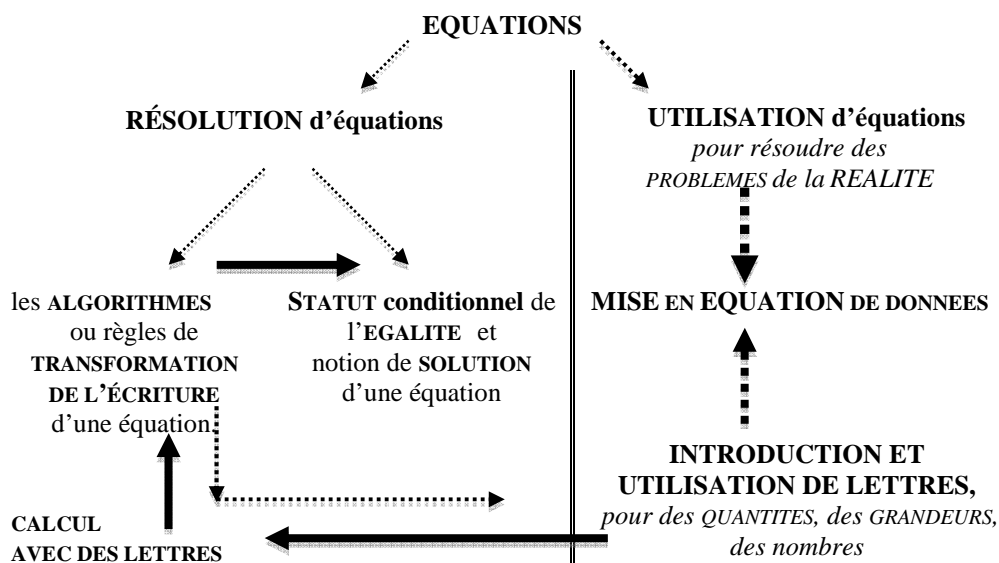 EQUATIONS
RÉSOLUTION d'équations
UTILISATION d'équations
pour résoudre des
PROBLEMES de la REALITE
les ALGORITHMES
ou règles de
TRANSFORMATION
DE L'ÉCRITURE
d'une équation.
STATUT conditionnel de
l'EGALITE et
notion de SOLUTION
d'une équation
MISE EN EQUATION DE DONNEES
INTRODUCTION ET
UTILISATION DE LETTRES,
pour des QUANTITES, des GRANDEURS,
des nombres
CALCUL
AVEC DES LETTRES